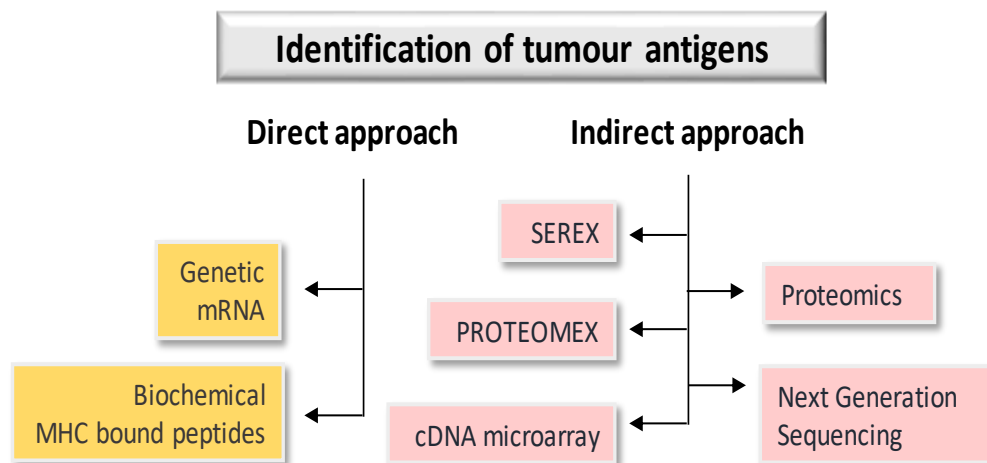 Identification of tumour antigens
Direct approach
Indirect approach
Genetic
mRNA
Biochemical
MHC bound peptides
SEREX
PROTEOMEX
cDNA microarray
Proteomics
Next Generation
Sequencing